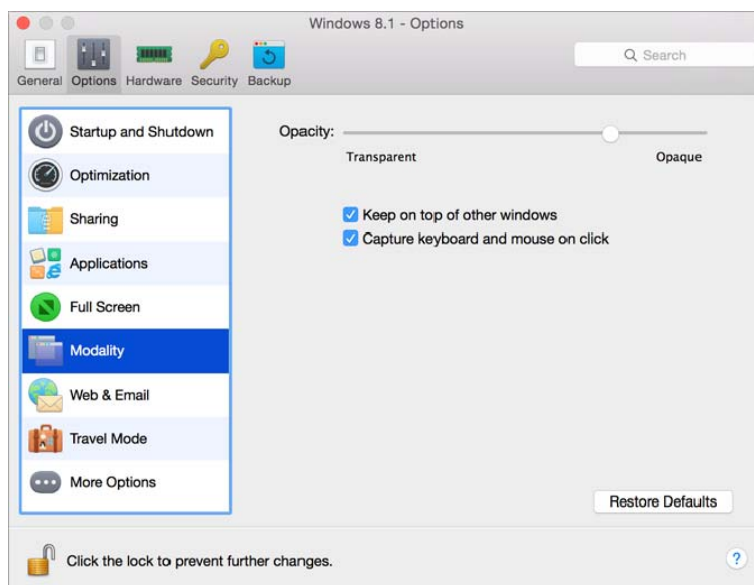 Windows 8.1 - Options
General Options Hardware Security Backup
Search
Startup and Shutdown
Optimization
Sharing
Applications
Full Screen
Modality
Web & Email
Travel Mode
More Options
Opacity:
Transparent Opaque
Keep on top of other windows
Capture keyboard and mouse on click
Restore Defaults
Click the lock to prevent further changes.
?